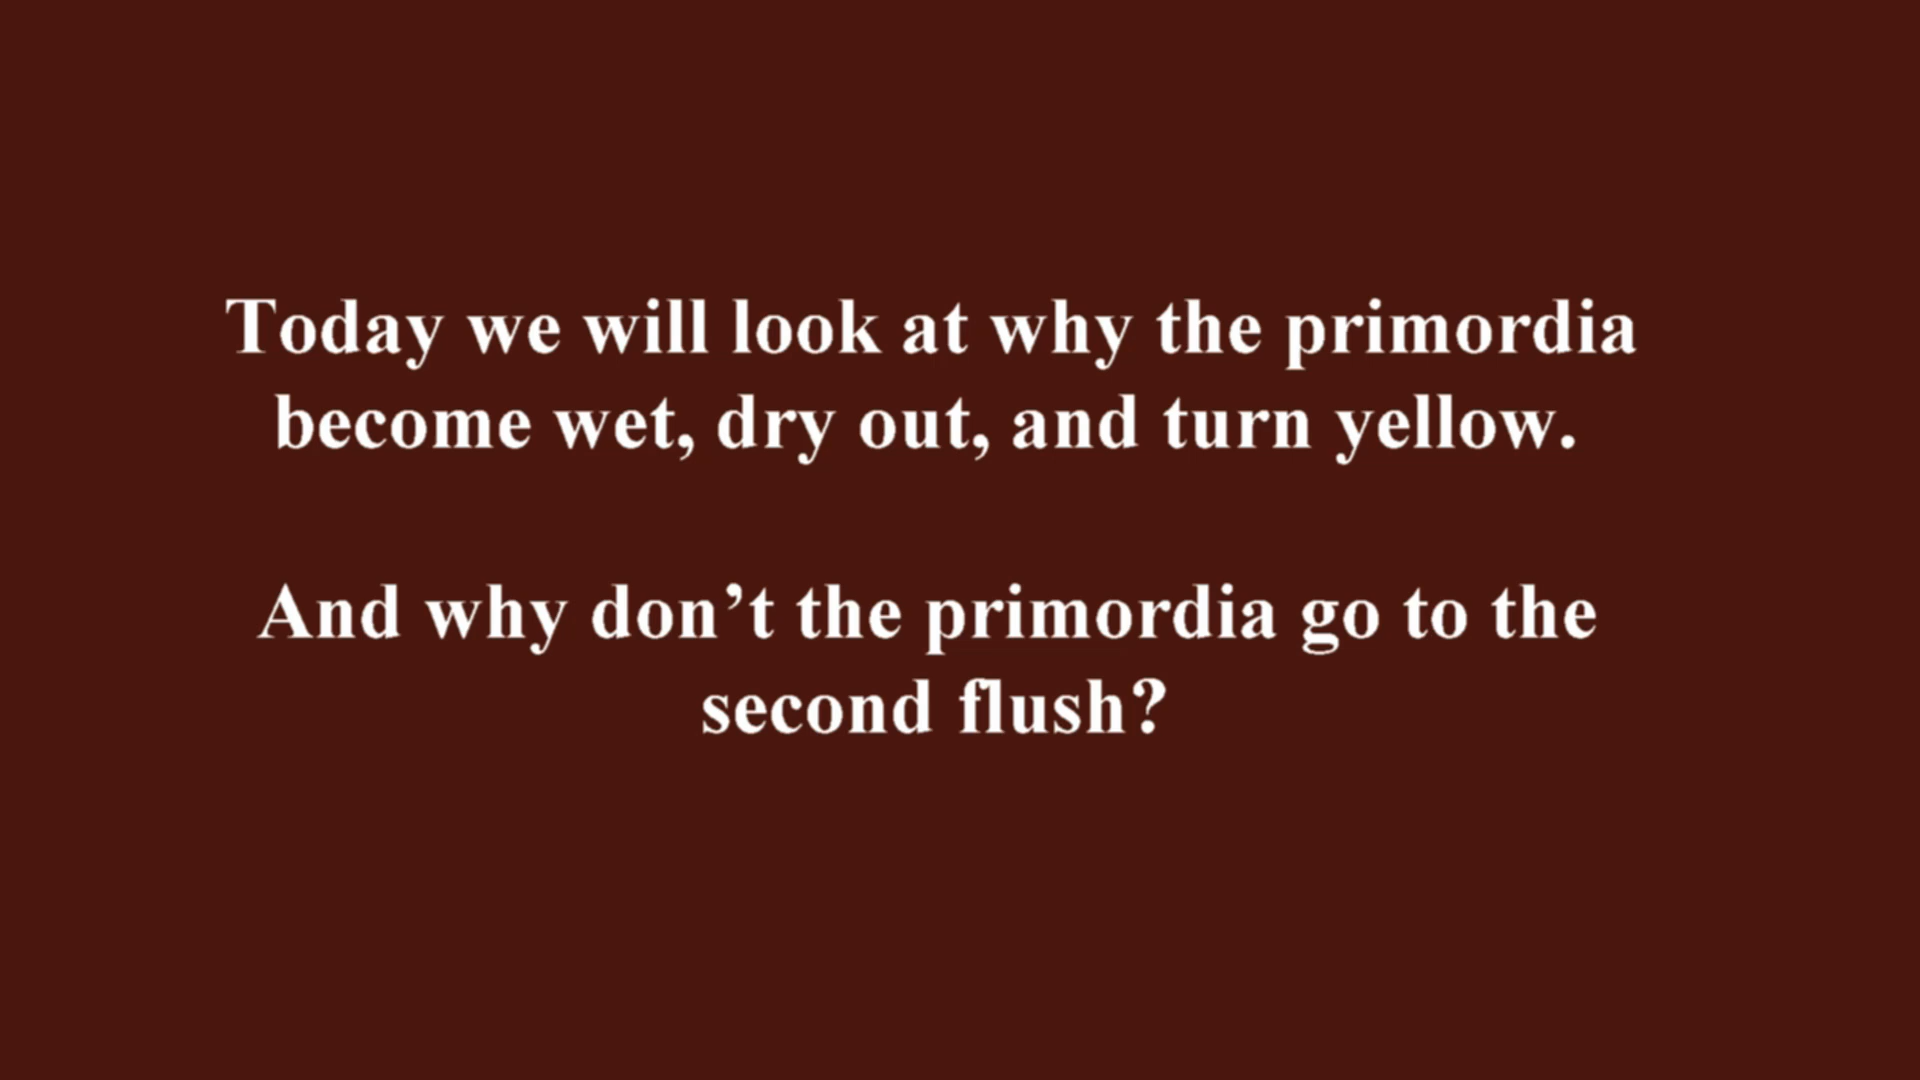 Today we will look at why the primordia
become wet, dry out, and turn yellow.
And why don’t the primordia go to the
second flush?